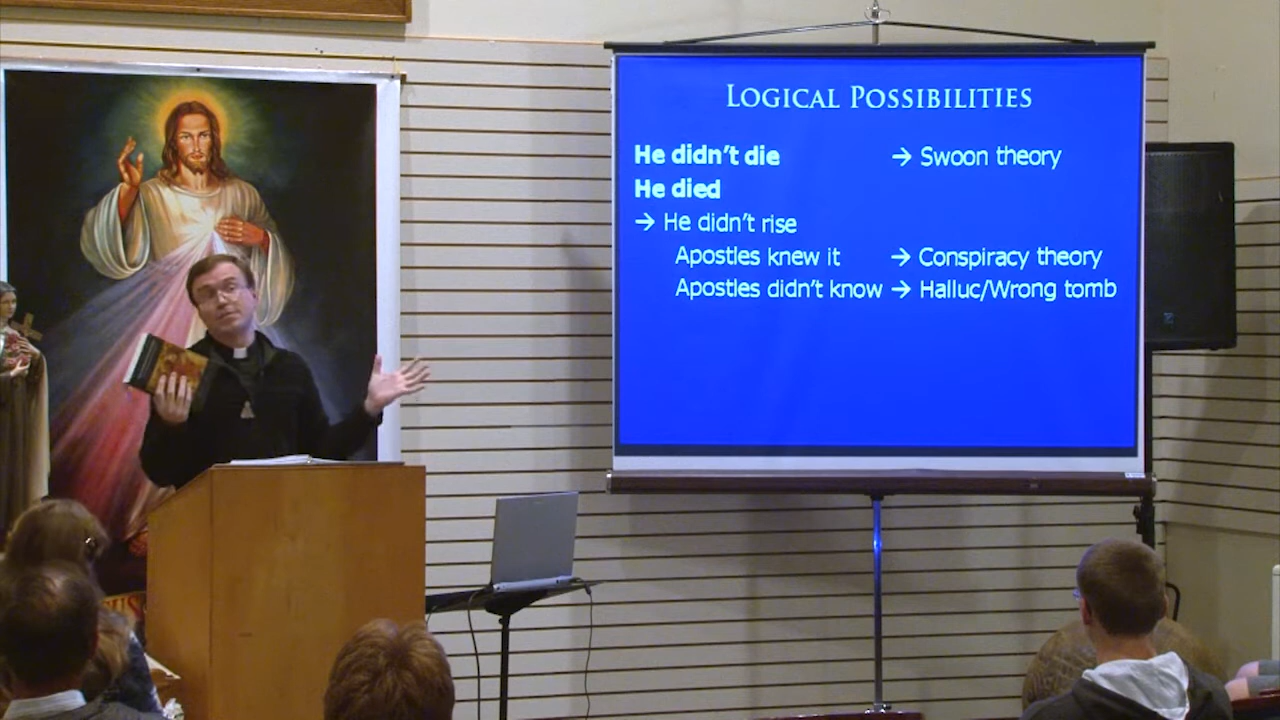 LOGICAL POSSIBILITIES
He didn't die → Swoon theory
He died
→ He didn't rise
Apostles knew it → Conspiracy theory
Apostles didn't know → Halluc/Wrong tomb